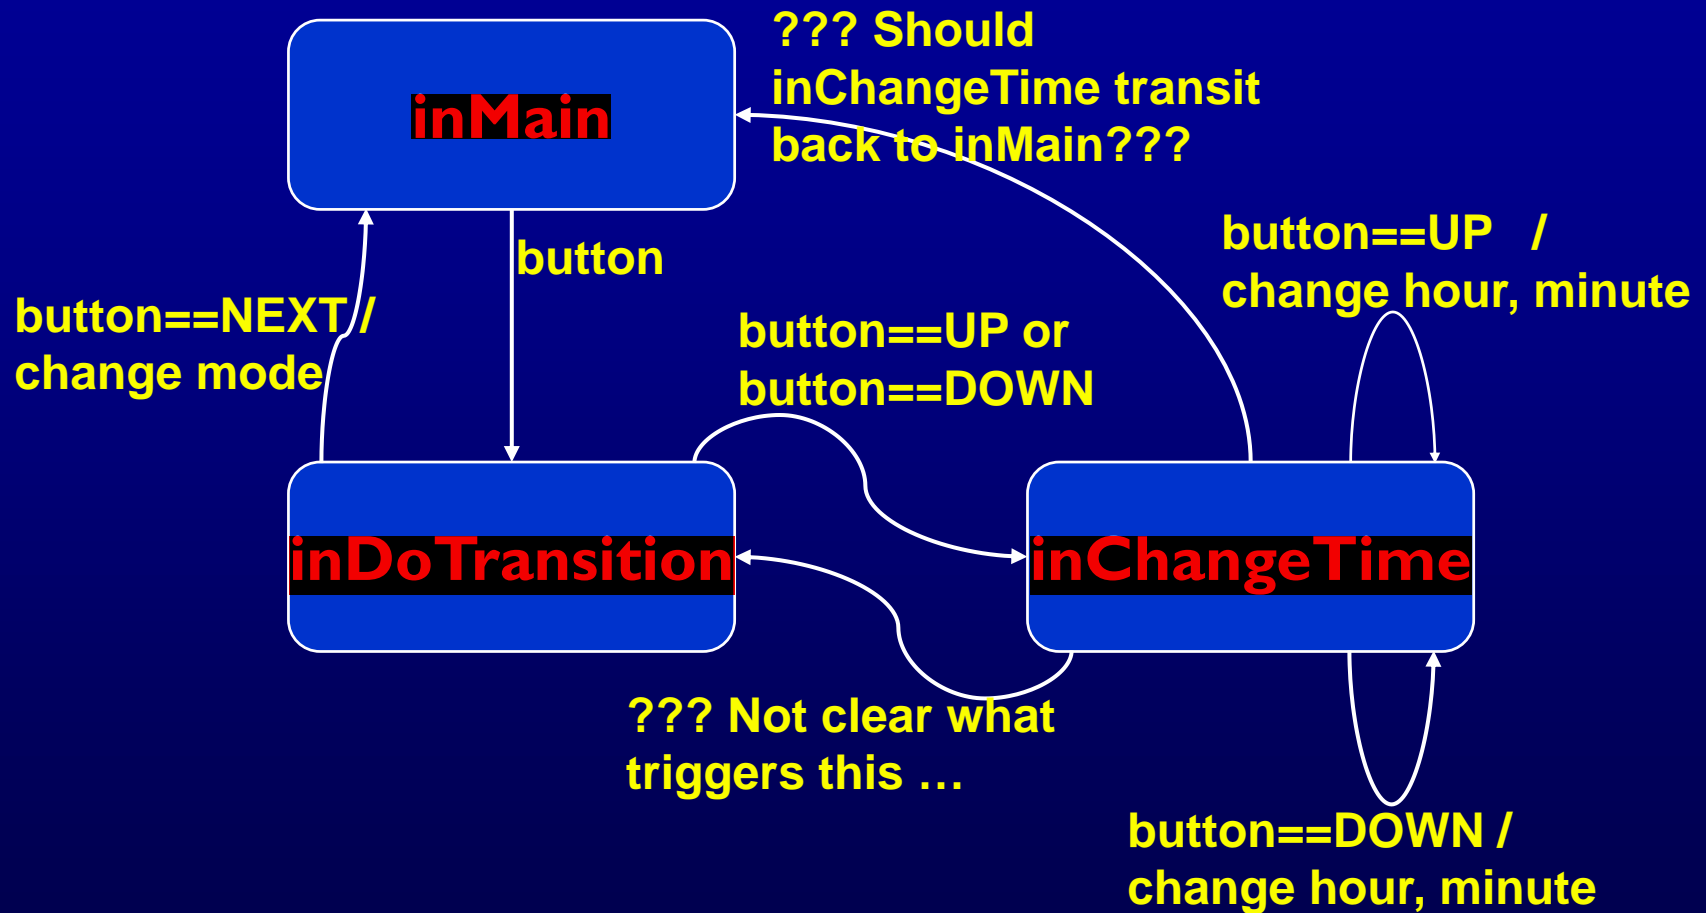 ??? Should
inChangeTime transit
back to inMain???
inMain
button
button==UP /
change hour, minute
button==NEXT /
change mode
button==UP or
button==DOWN
inDoTransition
inChangeTime
??? Not clear what
triggers this …
button==DOWN /
change hour, minute